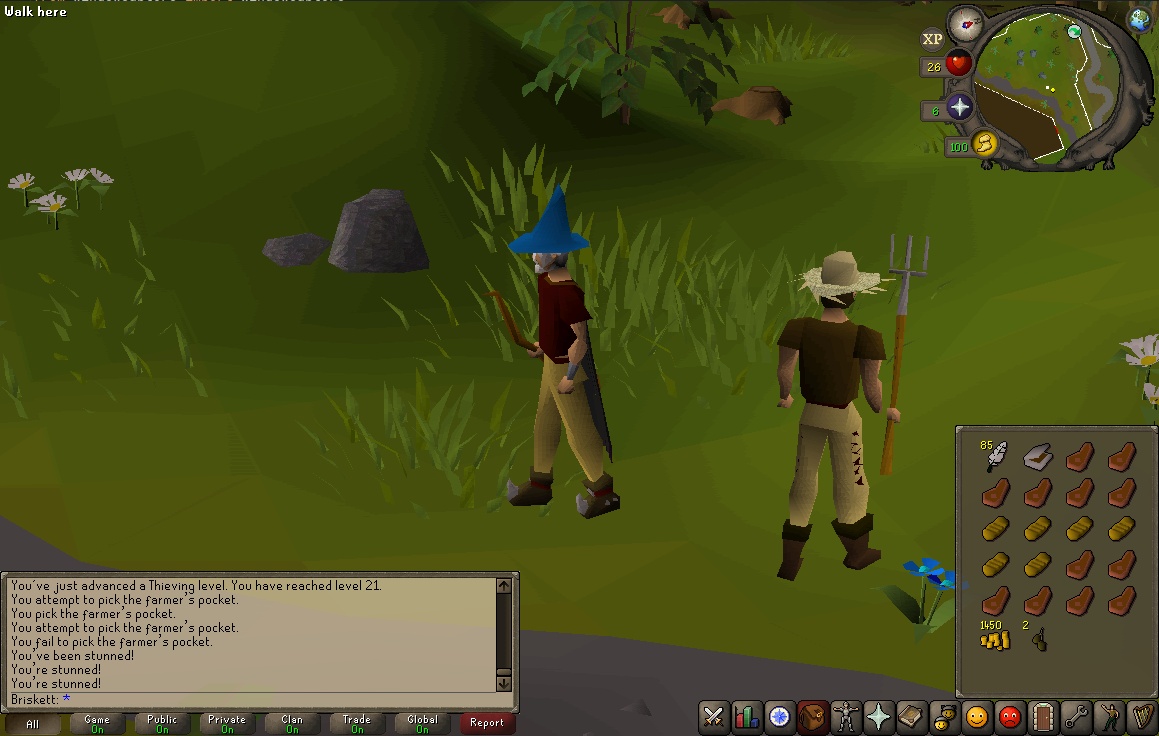 Walk here
XP
26
6
100
85
1450
2
You've just advanced a Thieving level. You have reached level 21.
You attempt to pick the farmer's pocket.
You pick the farmer's pocket.
You attempt to pick the farmer's pocket.
You fail to pick the farmer's pocket.
You've been stunned!
You're stunned!
You're stunned!
Briskett: *
All
Game On
Public On
Private On
Clan On
Trade On
Global On
Report